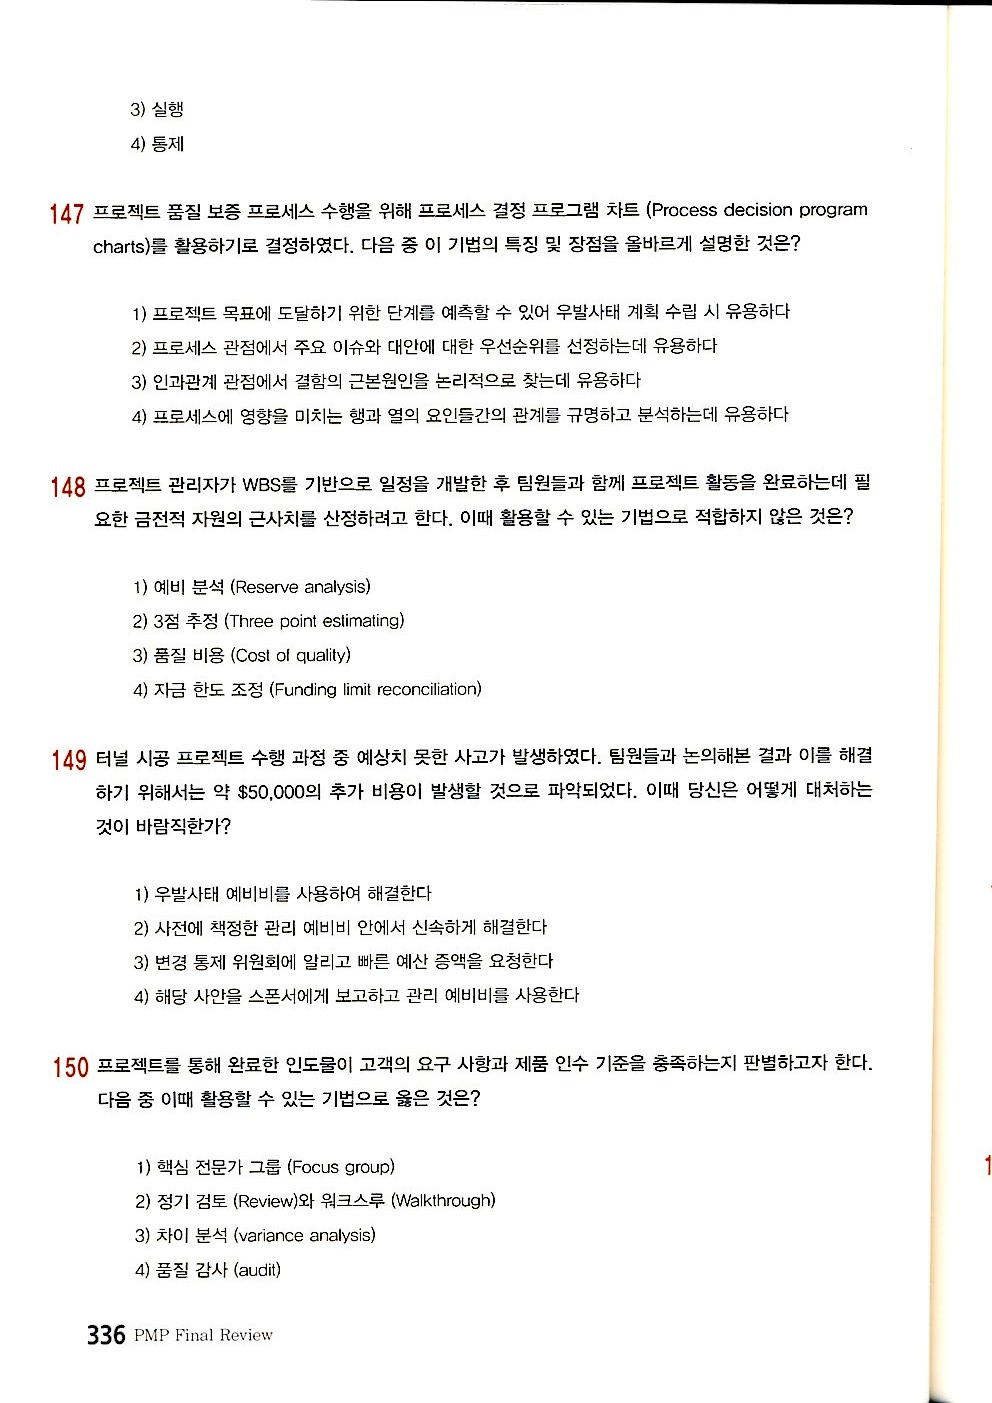 3) 실행
4) 통제
147 프로젝트 품질 보증 프로세스 수행을 위해 프로세스 결정 프로그램 차트 (Process decision program
charts)를 활용하기로 결정하였다. 다음 중 이 기법의 특징 및 장점을 올바르게 설명한 것은?
1) 프로젝트 목표에 도달하기 위한 단계를 예측할 수 있어 우발사태 계획 수립 시 유용하다
2) 프로세스 관점에서 주요 이슈와 대안에 대한 우선순위를 선정하는데 유용하다
3) 인과관계 관점에서 결함의 근본원인을 논리적으로 찾는데 유용하다
4) 프로세스에 영향을 미치는 행과 열의 요인들간의 관계를 규명하고 분석하는데 유용하다
148 프로젝트 관리자가 WBS를 기반으로 일정을 개발한 후 팀원들과 함께 프로젝트 활동을 완료하는데 필
요한 금전적 자원의 근사치를 산정하려고 한다. 이때 활용할 수 있는 기법으로 적합하지 않은 것은?
1) 예비 분석 (Reserve analysis)
2) 3점 추정 (Three point estimating)
3) 품질 비용 (Cost of quality)
4) 자금 한도 조정 (Funding limit reconciliation)
149 터널 시공 프로젝트 수행 과정 중 예상치 못한 사고가 발생하였다. 팀원들과 논의해본 결과 이를 해결
하기 위해서는 약 $50,000의 추가 비용이 발생할 것으로 파악되었다. 이때 당신은 어떻게 대처하는
것이 바람직한가?
1) 우발사태 예비비를 사용하여 해결한다
2) 사전에 책정한 관리 예비비 안에서 신속하게 해결한다
3) 변경 통제 위원회에 알리고 빠른 예산 증액을 요청한다
4) 해당 사안을 스폰서에게 보고하고 관리 예비비를 사용한다
150 프로젝트를 통해 완료한 인도물이 고객의 요구 사항과 제품 인수 기준을 충족하는지 판별하고자 한다.
다음 중 이때 활용할 수 있는 기법으로 옳은 것은?
1) 핵심 전문가 그룹 (Focus group)
2) 정기 검토 (Review)와 워크스루 (Walkthrough)
3) 차이 분석 (variance analysis)
4) 품질 감사 (audit)
336 PMP Final Review